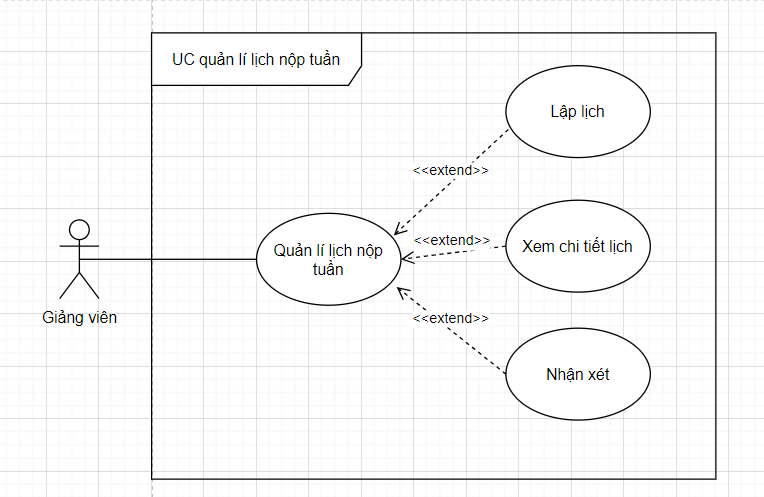 UC quản lí lịch nộp tuần
Lập lịch
<<extend>>
Quản lí lịch nộp
tuần
<<extend>>
Xem chi tiết lịch
Giảng viên
<<extend>>
Nhận xét